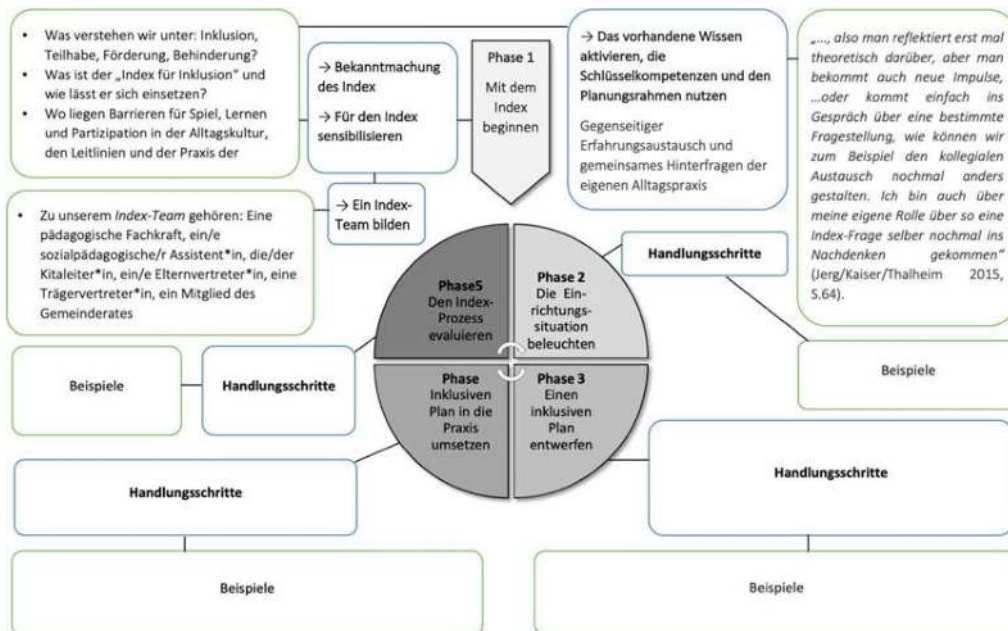 • Was verstehen wir unter: Inklusion,
Teilhabe, Förderung, Behinderung?
• Was ist der „Index für Inklusion" und
wie lässt er sich einsetzen?
• Wo liegen Barrieren für Spiel, Lernen
und Partizipation in der Alltagskultur,
den Leitlinien und der Praxis der
→ Bekanntmachung
des Index
→ Für den Index
sensibilisieren
Phase 1
Mit dem
Index
beginnen
→ Das vorhandene Wissen
aktivieren, die
Schlüsselkompetenzen und den
Planungsrahmen nutzen
Gegenseitiger
Erfahrungsaustausch und
gemeinsames Hinterfragen der
eigenen Alltagspraxis
„…, also man reflektiert erst mal
theoretisch darüber, aber man
bekommt auch neue Impulse,
…oder kommt einfach ins
Gespräch über eine bestimmte
Fragestellung, wie können wir
zum Beispiel den kollegialen
Austausch nochmal anders
gestalten. Ich bin auch über
meine eigene Rolle über so eine
Index-Frage selber nochmal ins
Nachdenken gekommen"
(Jerg/Kaiser/Thalheim 2015,
S.64).
→ Ein Index-
Team bilden
• Zu unserem Index-Team gehören: Eine
pädagogische Fachkraft, ein/e
sozialpädagogische/r Assistent*in, die/der
Kitaleiter*in, ein/e Elternvertreter*in, eine
Trägervertreter*in, ein Mitglied des
Gemeinderates
Handlungsschritte
Phase5
Den Index-
Prozess
evaluieren
Phase 2
Die Ein-
richtungs-
situation
beleuchten
Beispiele
Handlungsschritte
Beispiele
Phase
Inklusiven
Plan in die
Praxis
umsetzen
Phase 3
Einen
inklusiven
Plan
entwerfen
Handlungsschritte
Handlungsschritte
Beispiele
Beispiele